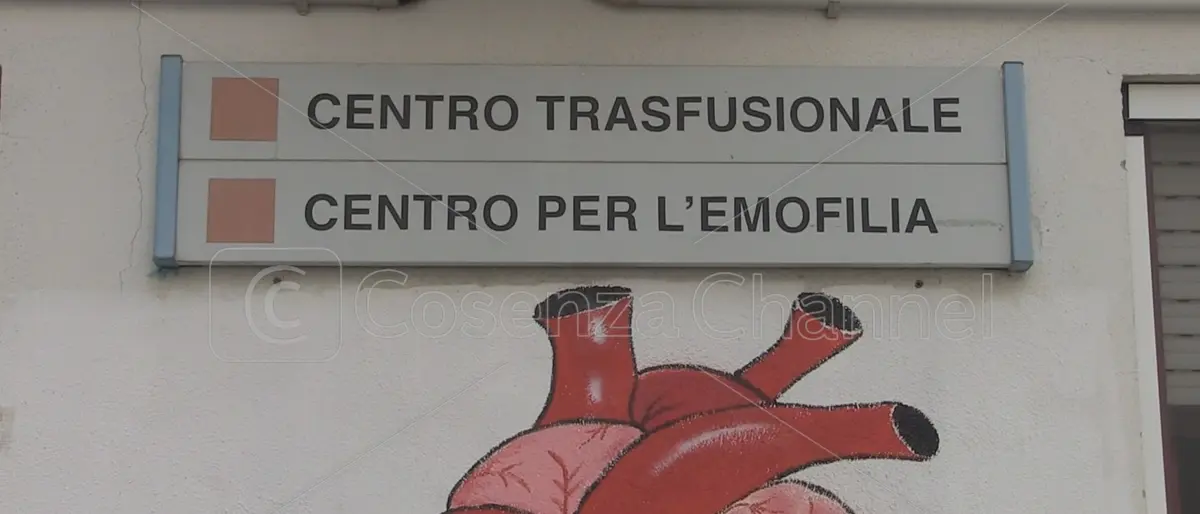 CENTRO TRASFUSIONALE
CENTRO PER L'EMOFILIA
C Cosenza Channel